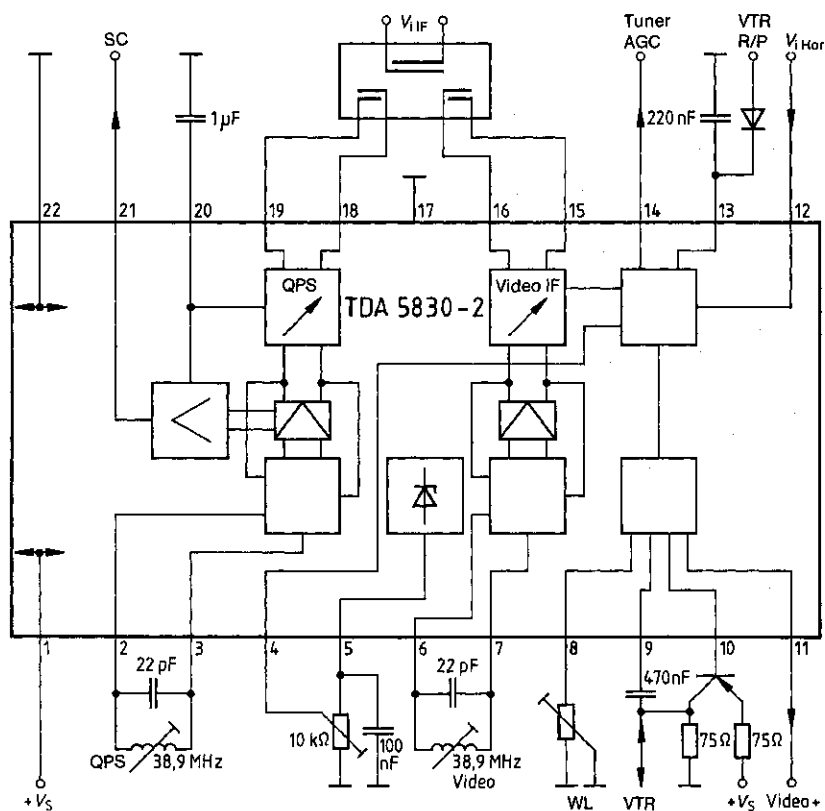 SC
V i IF
Tuner
AGC
VTR
R/P
V i Hor
1 µF
220 nF
22 21 20 19 18 17 16 15 14 13 12
QPS
TDA 5830-2
Video IF
1 2 3 4 5 6 7 8 9 10 11
22 pF
22 pF
470nF
QPS
38,9 MHz
10 kΩ
100
nF
38,9 MHz
Video
75Ω
75Ω
+VS
WL
VTR
+VS
Video+